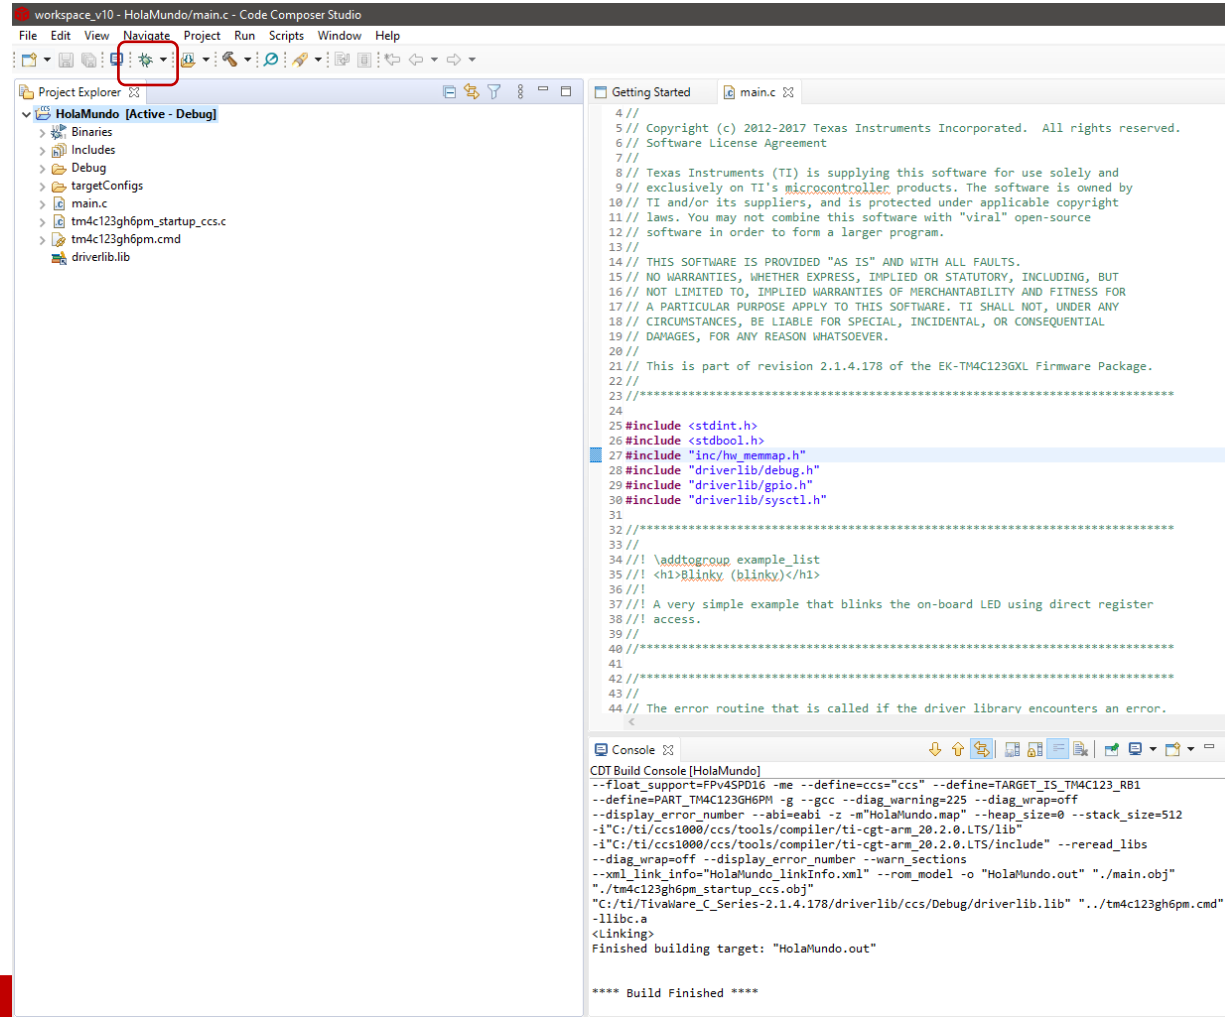 workspace_v10 - HolaMundo/main.c - Code Composer Studio
File Edit View Navigate Project Run Scripts Window Help
Project Explorer
HolaMundo [Active - Debug]
Binaries
Includes
Debug
targetConfigs
main.c
tm4c123gh6pm_startup_ccs.c
tm4c123gh6pm.cmd
driverlib.lib
Getting Started main.c
4 //
5 // Copyright (c) 2012-2017 Texas Instruments Incorporated.  All rights reserved.
6 // Software License Agreement
7 //
8 // Texas Instruments (TI) is supplying this software for use solely and
9 // exclusively on TI's microcontroller products. The software is owned by
10 // TI and/or its suppliers, and is protected under applicable copyright
11 // laws. You may not combine this software with "viral" open-source
12 // software in order to form a larger program.
13 //
14 // THIS SOFTWARE IS PROVIDED "AS IS" AND WITH ALL FAULTS.
15 // NO WARRANTIES, WHETHER EXPRESS, IMPLIED OR STATUTORY, INCLUDING, BUT
16 // NOT LIMITED TO, IMPLIED WARRANTIES OF MERCHANTABILITY AND FITNESS FOR
17 // A PARTICULAR PURPOSE APPLY TO THIS SOFTWARE. TI SHALL NOT, UNDER ANY
18 // CIRCUMSTANCES, BE LIABLE FOR SPECIAL, INCIDENTAL, OR CONSEQUENTIAL
19 // DAMAGES, FOR ANY REASON WHATSOEVER.
20 //
21 // This is part of revision 2.1.4.178 of the EK-TM4C123GXL Firmware Package.
22 //
23 //*****************************************************************************
24
25 #include <stdint.h>
26 #include <stdbool.h>
27 #include "inc/hw_memmap.h"
28 #include "driverlib/debug.h"
29 #include "driverlib/gpio.h"
30 #include "driverlib/sysctl.h"
31
32 //*****************************************************************************
33 //
34 //! \addtogroup example_list
35 //! <h1>Blinky (blinky)</h1>
36 //!
37 //! A very simple example that blinks the on-board LED using direct register
38 //! access.
39 //
40 //*****************************************************************************
41
42 //*****************************************************************************
43 //
44 // The error routine that is called if the driver library encounters an error.
Console
CDT Build Console [HolaMundo]
--float_support=FPv4SPD16 -me --define=ccs="ccs" --define=TARGET_IS_TM4C123_RB1
--define=PART_TM4C123GH6PM -g --gcc --diag_warning=225 --diag_wrap=off
--display_error_number --abi=eabi -z -m"HolaMundo.map" --heap_size=0 --stack_size=512
-i"C:/ti/ccs1000/ccs/tools/compiler/ti-cgt-arm_20.2.0.LTS/lib"
-i"C:/ti/ccs1000/ccs/tools/compiler/ti-cgt-arm_20.2.0.LTS/include" --reread_libs
--diag_wrap=off --display_error_number --warn_sections
--xml_link_info="HolaMundo_linkInfo.xml" --rom_model -o "HolaMundo.out" "./main.obj"
"./tm4c123gh6pm_startup_ccs.obj"
"C:/ti/TivaWare_C_Series-2.1.4.178/driverlib/ccs/Debug/driverlib.lib" "../tm4c123gh6pm.cmd"
-llibc.a
<Linking>
Finished building target: "HolaMundo.out"
**** Build Finished ****